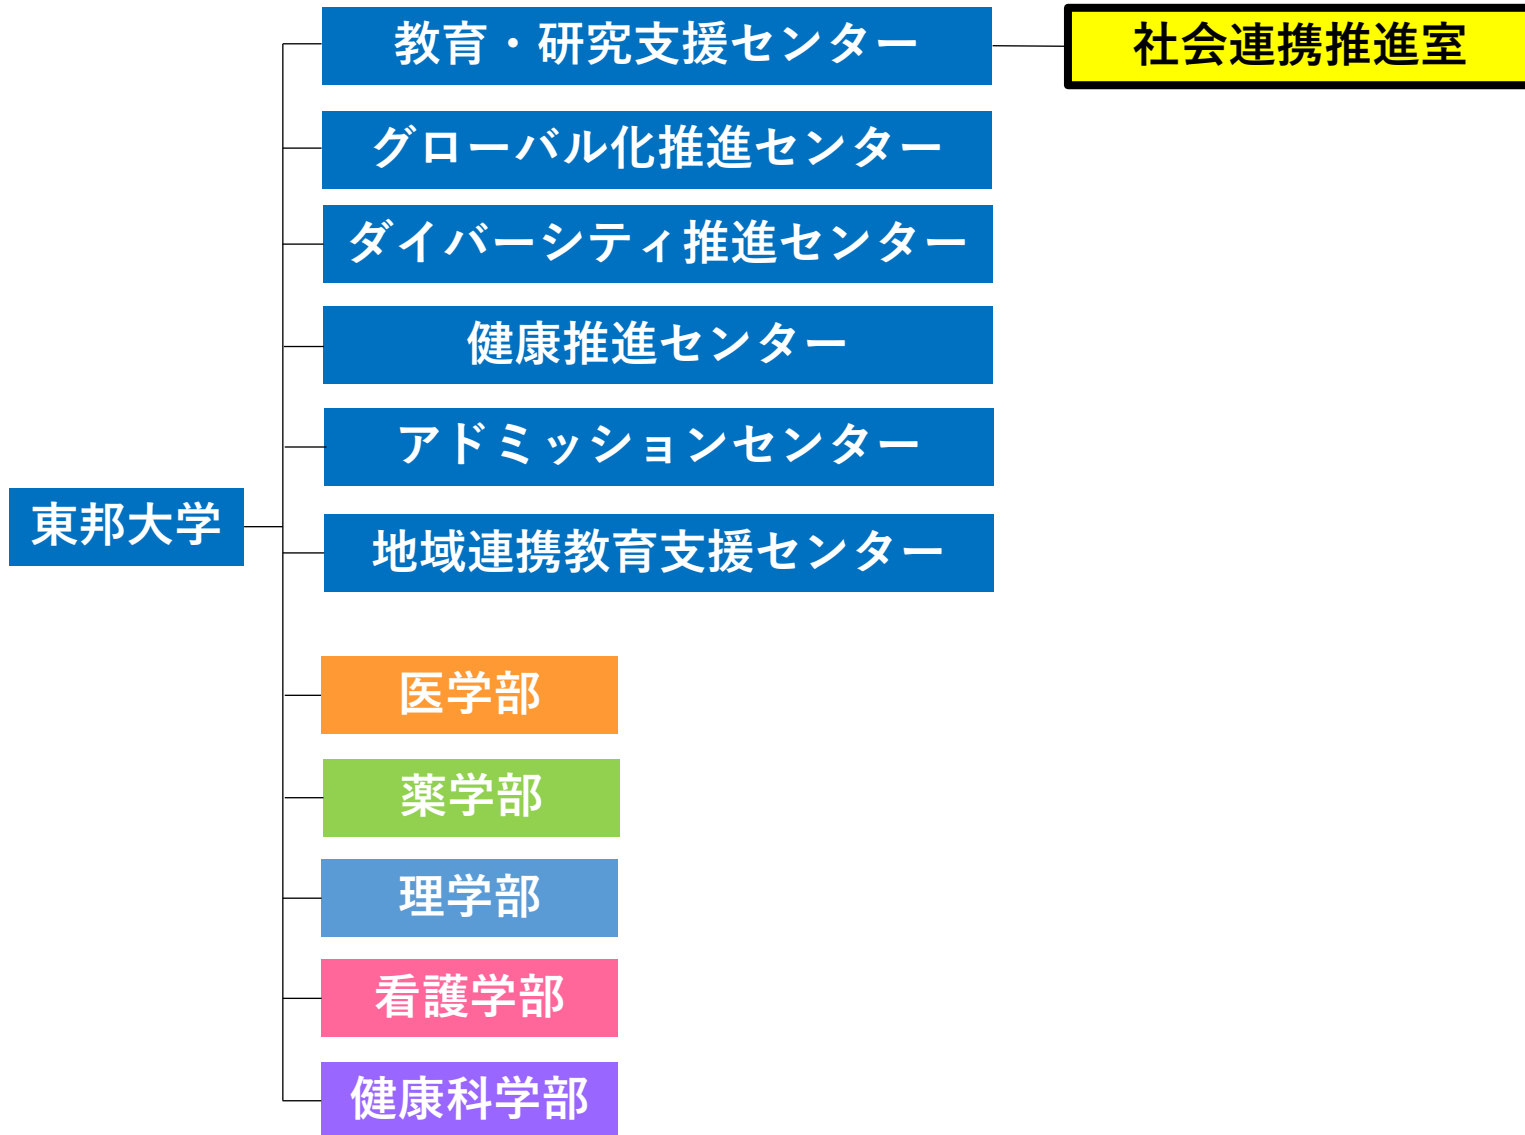 教育・研究支援センター
社会連携推進室
グローバル化推進センター
ダイバーシティ推進センター
健康推進センター
アドミッションセンター
東邦大学
地域連携教育支援センター
医学部
薬学部
理学部
看護学部
健康科学部